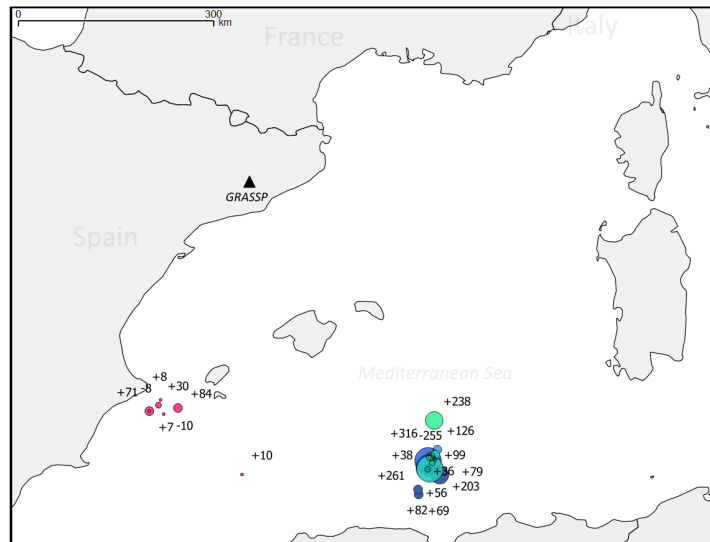 0 300
km
France
Italy
GRASSP
Spain
Mediterranean Sea
+8
+71 -8 +30 +84
+7 -10
+10
+238
+316 -255 +126
+38 +99
+261 +36 +79
+56 +203
+82 +69